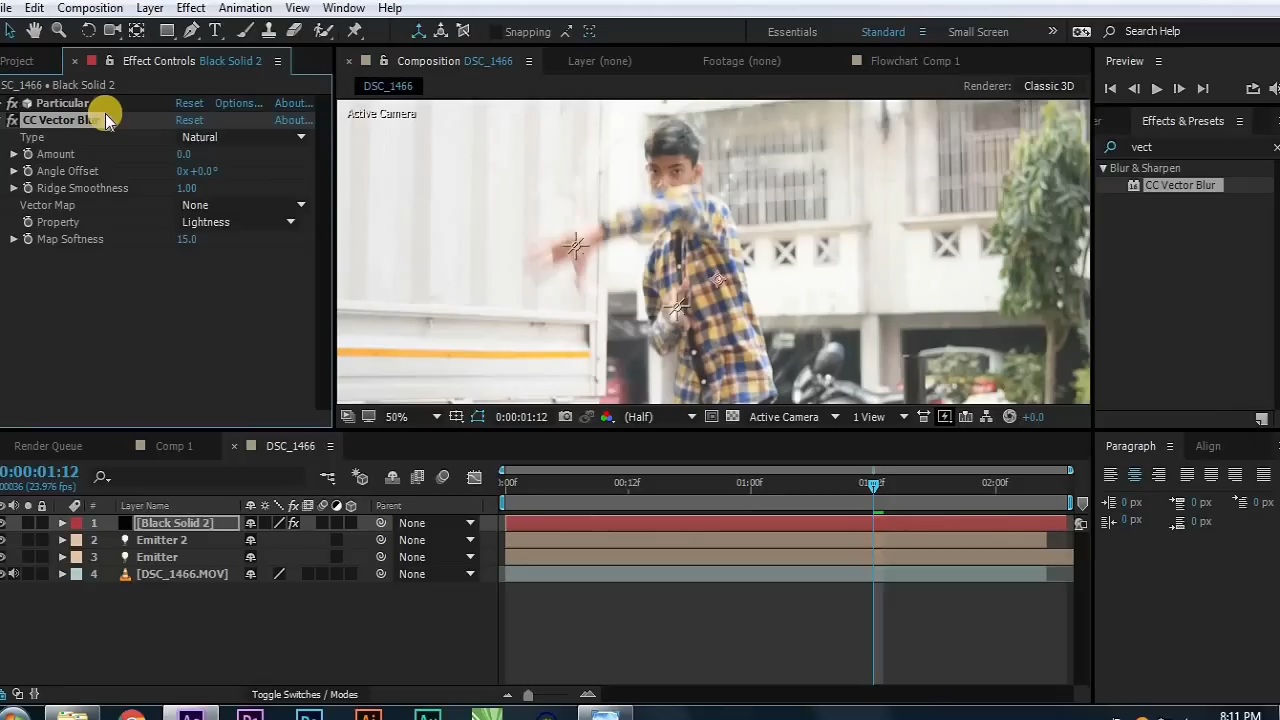 ile Edit Composition Layer Effect Animation View Window Help
Snapping Essentials Standard Small Screen Search Help
Project Effect Controls Black Solid 2 Composition DSC_1466 Layer (none) Footage (none) Flowchart Comp 1 Preview
SC_1466 • Black Solid 2 DSC_1466 Renderer: Classic 3D
fx Particular Reset Options... About...
fx CC Vector Blur Reset About...
Type Natural
Amount 0.0
Angle Offset 0x+0.0°
Ridge Smoothness 1.00
Vector Map None
Property Lightness
Map Softness 15.0
Active Camera
Effects & Presets
vect
Blur & Sharpen
CC Vector Blur
50% 0:00:01:12 (Half) Active Camera 1 View +0.0
Render Queue Comp 1 DSC_1466 Paragraph Align
0:00:01:12
00036 (23.976 fps)
:00f 00:12f 01:00f 02:00f
# Layer Name fx Parent
1 [Black Solid 2] fx None
2 Emitter 2 None
3 Emitter None
4 [DSC_1466.MOV] None
0 px 0 px 0 px
0 px 0 px
Toggle Switches / Modes
8:11 PM